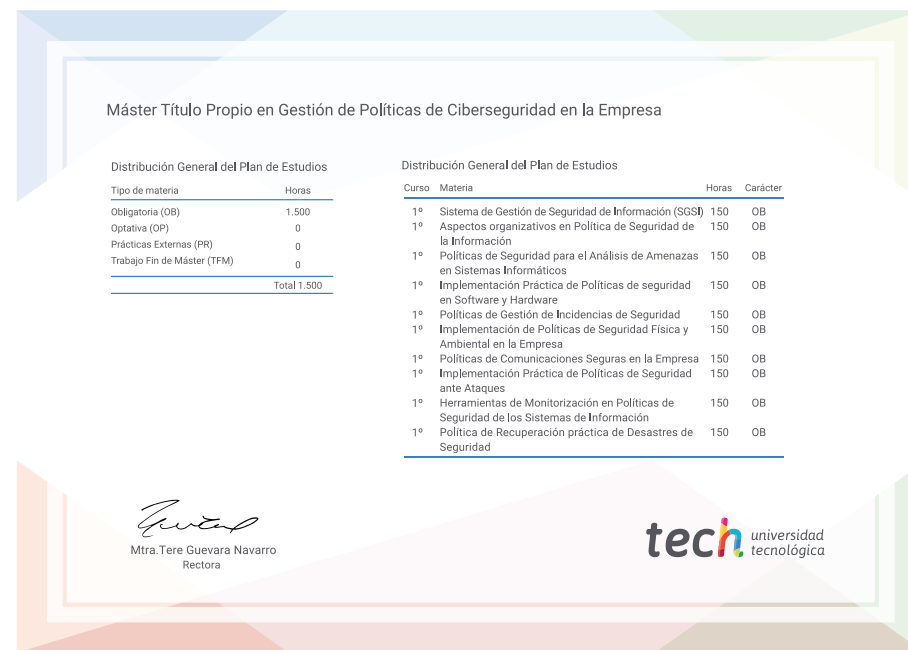 Máster Título Propio en Gestión de Políticas de Ciberseguridad en la Empresa
Distribución General del Plan de Estudios
Tipo de materia Horas
Obligatoria (OB) 1.500
Optativa (OP) 0
Prácticas Externas (PR) 0
Trabajo Fin de Máster (TFM) 0
Total 1.500
Distribución General del Plan de Estudios
Curso Materia Horas Carácter
1º Sistema de Gestión de Seguridad de Información (SGSI) 150 OB
1º Aspectos organizativos en Política de Seguridad de 150 OB
la Información
1º Políticas de Seguridad para el Análisis de Amenazas 150 OB
en Sistemas Informáticos
1º Implementación Práctica de Políticas de seguridad 150 OB
en Software y Hardware
1º Políticas de Gestión de Incidencias de Seguridad 150 OB
1º Implementación de Políticas de Seguridad Física y 150 OB
Ambiental en la Empresa
1º Políticas de Comunicaciones Seguras en la Empresa 150 OB
1º Implementación Práctica de Políticas de Seguridad 150 OB
ante Ataques
1º Herramientas de Monitorización en Políticas de 150 OB
Seguridad de los Sistemas de Información
1º Política de Recuperación práctica de Desastres de 150 OB
Seguridad
Mtra.Tere Guevara Navarro
Rectora
tech universidad
tecnológica